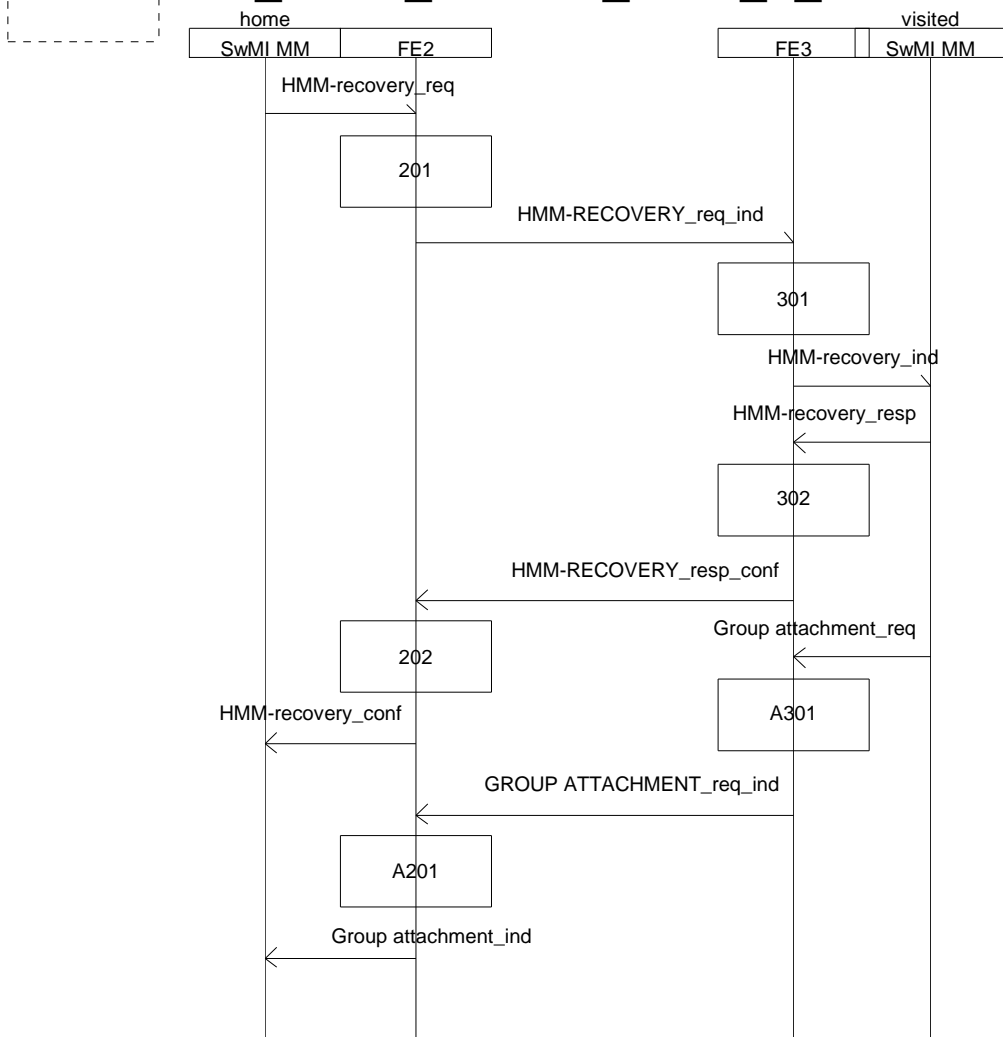 home visited
SwMI MM FE2 FE3 SwMI MM
HMM-recovery_req
201
HMM-RECOVERY_req_ind
301
HMM-recovery_ind
HMM-recovery_resp
302
HMM-RECOVERY_resp_conf
Group attachment_req
202
HMM-recovery_conf
A301
GROUP ATTACHMENT_req_ind
A201
Group attachment_ind